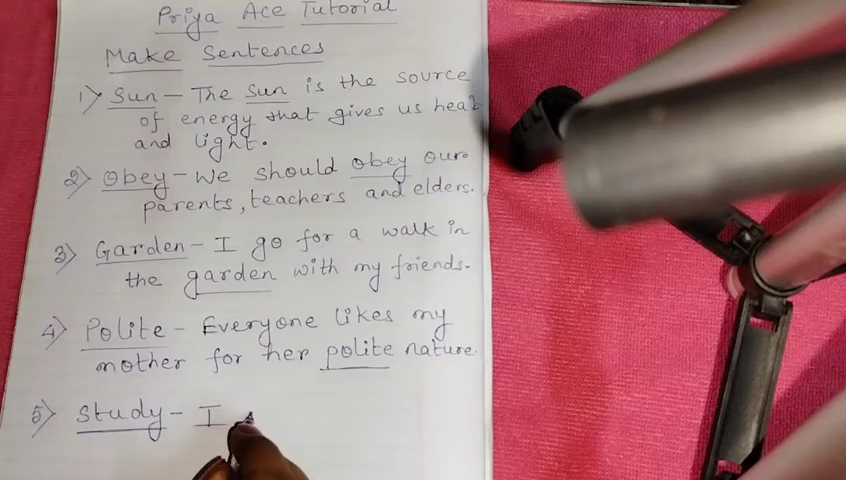 Priya Ace Tutorial
Make Sentences
1) Sun - The sun is the source
of energy that gives us heat
and light.
2) Obey - We should obey our
parents, teachers and elders.
3) Garden - I go for a walk in
the garden with my friends.
4) Polite - Everyone likes my
mother for her polite nature.
5) Study - I